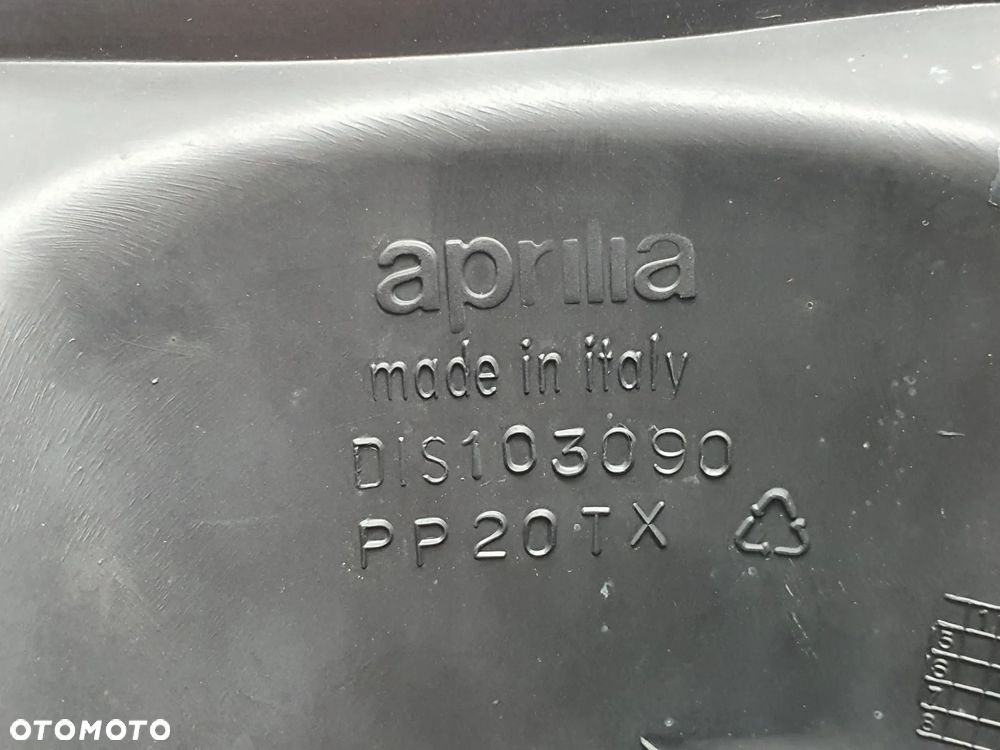 aprilia
made in italy
DIS103090
PP20TX
OTOMOTO